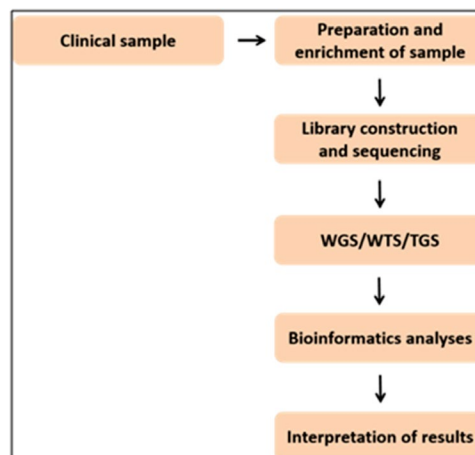 Clinical sample
Preparation and
enrichment of sample
Library construction
and sequencing
WGS/WTS/TGS
Bioinformatics analyses
Interpretation of results